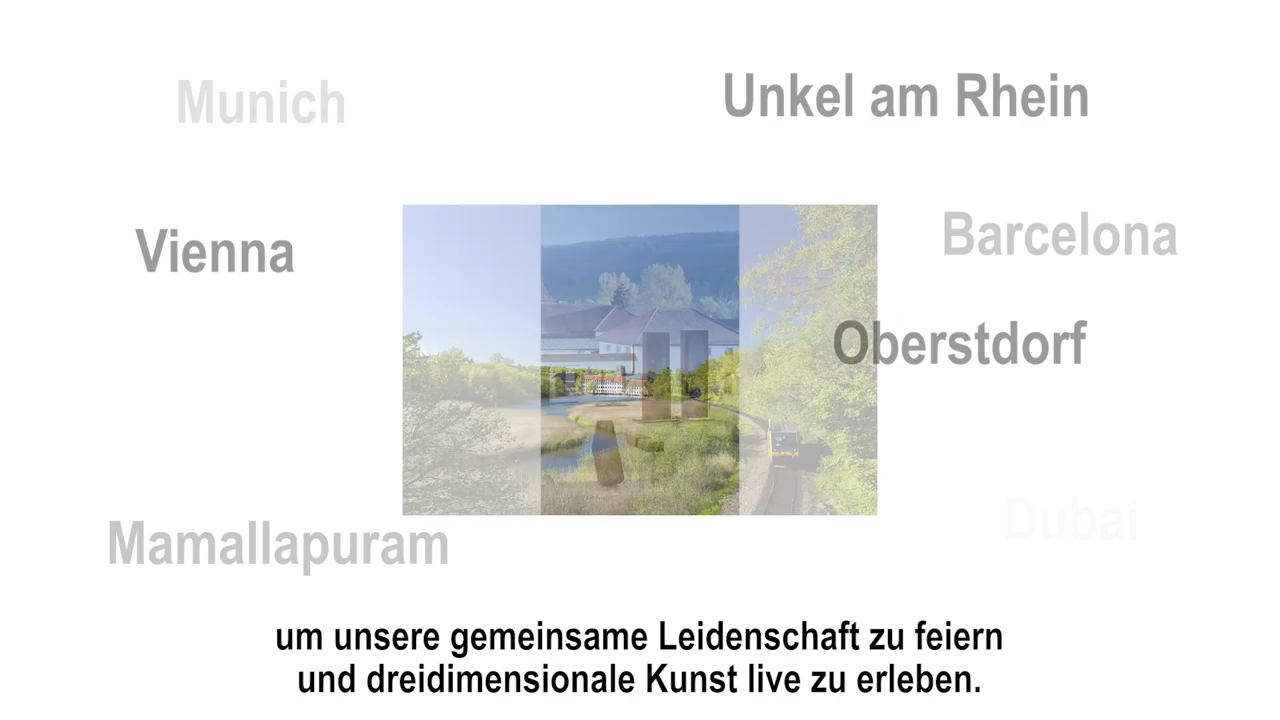 Munich
Unkel am Rhein
Vienna
Barcelona
Oberstdorf
Dubai
Mamallapuram
um unsere gemeinsame Leidenschaft zu feiern
und dreidimensionale Kunst live zu erleben.